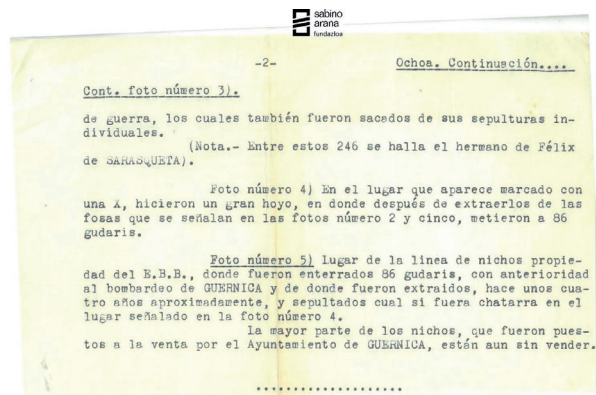 sabino
arana
fundazioa
-2-
Ochoa. Continuación....
Cont. foto número 3).
de guerra, los cuales también fueron sacados de sus sepulturas in-
dividuales.
(Nota.- Entre estos 246 se halla el hermano de Félix
de SARASQUETA).
Foto número 4) En el lugar que aparece marcado con
una X, hicieron un gran hoyo, en donde después de extraerlos de las
fosas que se señalan en las fotos número 2 y cinco, metieron a 86
gudaris.
Foto número 5) Lugar de la linea de nichos propie-
dad del E.B.B., donde fueron enterrados 86 gudaris, con anterioridad
al bombardeo de GUERNICA y de donde fueron extraidos, hace unos cua-
tro años aproximadamente, y sepultados cual si fuera chatarra en el
lugar señalado en la foto número 4.
La mayor parte de los nichos, que fueron pues-
tos a la venta por el Ayuntamiento de GUERNICA, están aun sin vender.
....................